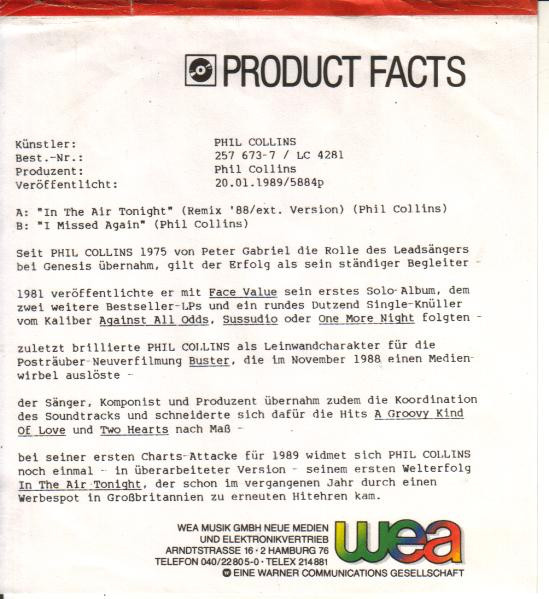 PRODUCT FACTS
Künstler: PHIL COLLINS
Best.-Nr.: 257 673-7 / LC 4281
Produzent: Phil Collins
Veröffentlicht: 20.01.1989/5884p
A: "In The Air Tonight" (Remix '88/ext. Version) (Phil Collins)
B: "I Missed Again" (Phil Collins)
Seit PHIL COLLINS 1975 von Peter Gabriel die Rolle des Leadsängers
bei Genesis übernahm, gilt der Erfolg als sein ständiger Begleiter -
1981 veröffentlichte er mit Face Value sein erstes Solo-Album, dem
zwei weitere Bestseller-LPs und ein rundes Dutzend Single-Knüller
vom Kaliber Against All Odds, Sussudio oder One More Night folgten -
zuletzt brillierte PHIL COLLINS als Leinwandcharakter für die
Posträuber-Neuverfilmung Buster, die im November 1988 einen Medien-
wirbel auslöste -
der Sänger, Komponist und Produzent übernahm zudem die Koordination
des Soundtracks und schneiderte sich dafür die Hits A Groovy Kind
Of Love und Two Hearts nach Maß -
bei seiner ersten Charts-Attacke für 1989 widmet sich PHIL COLLINS
noch einmal - in überarbeiteter Version - seinem ersten Welterfolg
In The Air Tonight, der schon im vergangenen Jahr durch einen
Werbespot in Großbritannien zu erneuten Hitehren kam.
WEA MUSIK GMBH NEUE MEDIEN
UND ELEKTRONIKVERTRIEB
ARNDTSTRASSE 16 · 2 HAMBURG 76
TELEFON 040/22805-0 · TELEX 214881
EINE WARNER COMMUNICATIONS GESELLSCHAFT
wea